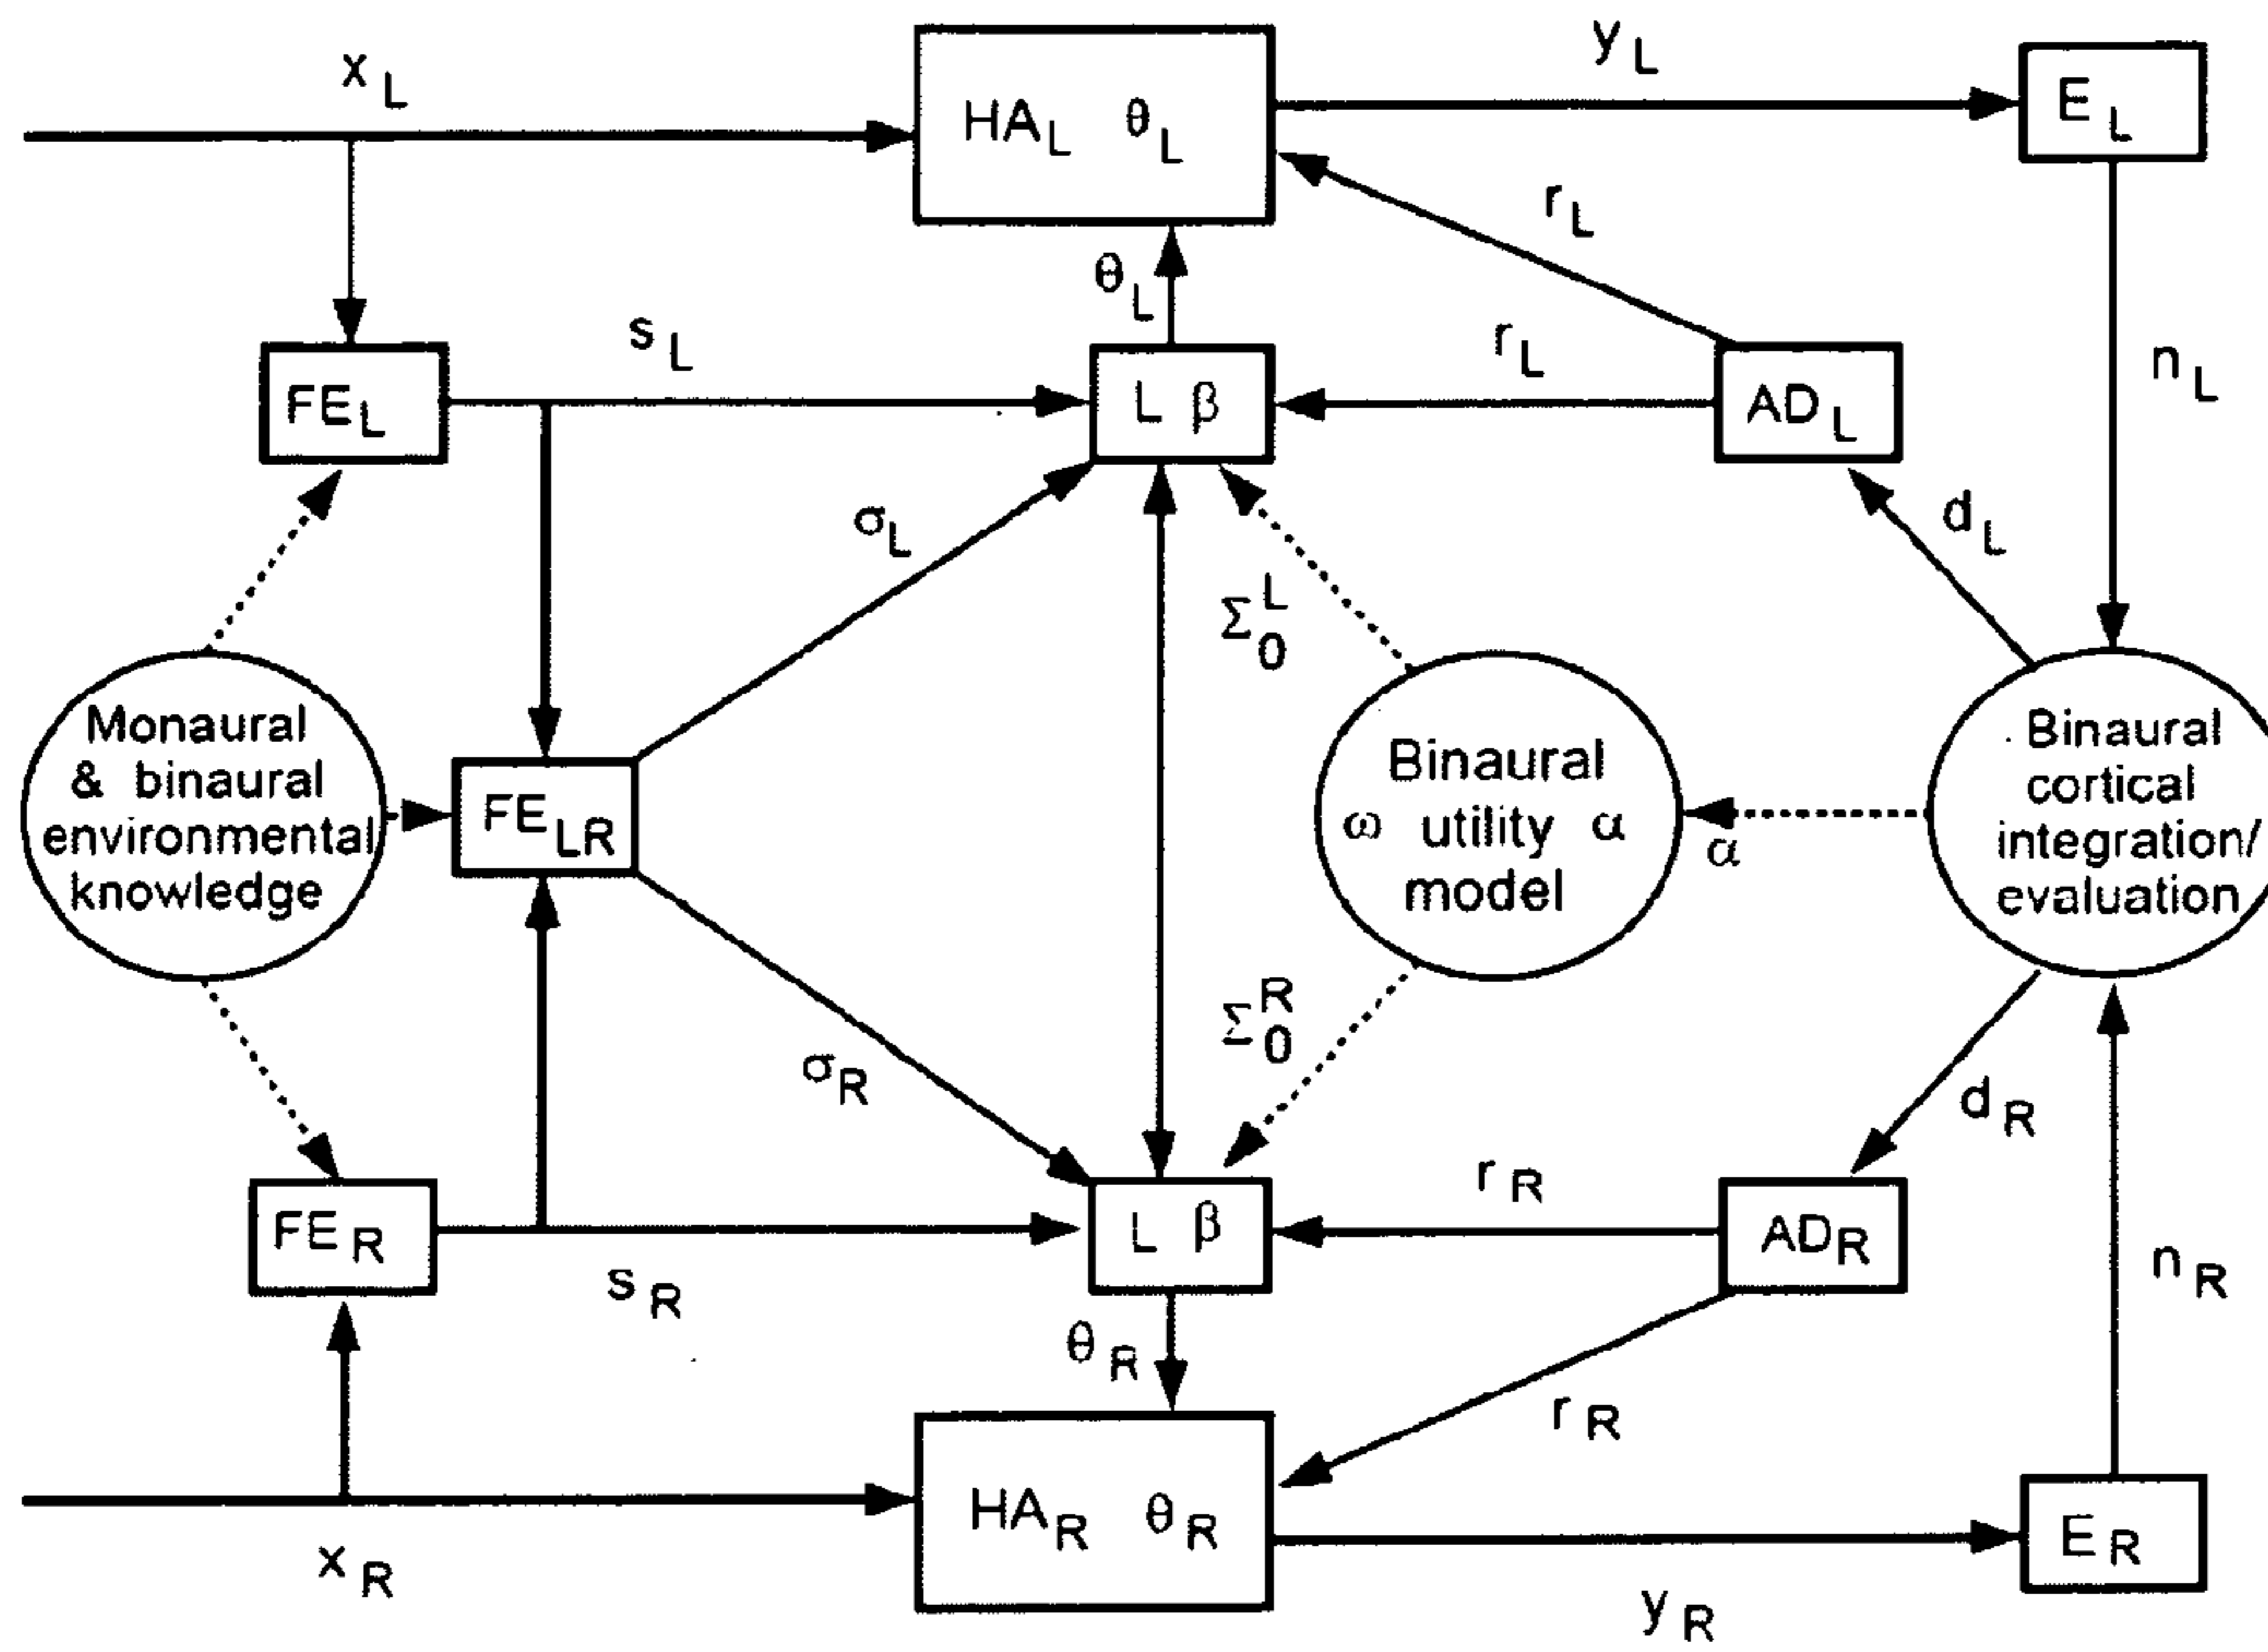 x L
HA L θ L
y L
E L
r L
θ L
FE L
s L
L β
r L
AD L
n L
σ L
d L
Σ 0 L
Monaural
& binaural
environmental
knowledge
FE LR
Binaural
ω utility α
model
α
Binaural
cortical
integration/
evaluation
Σ 0 R
σ R
d R
FE R
s R
L β
r R
AD R
n R
θ R
r R
x R
HA R θ R
y R
E R